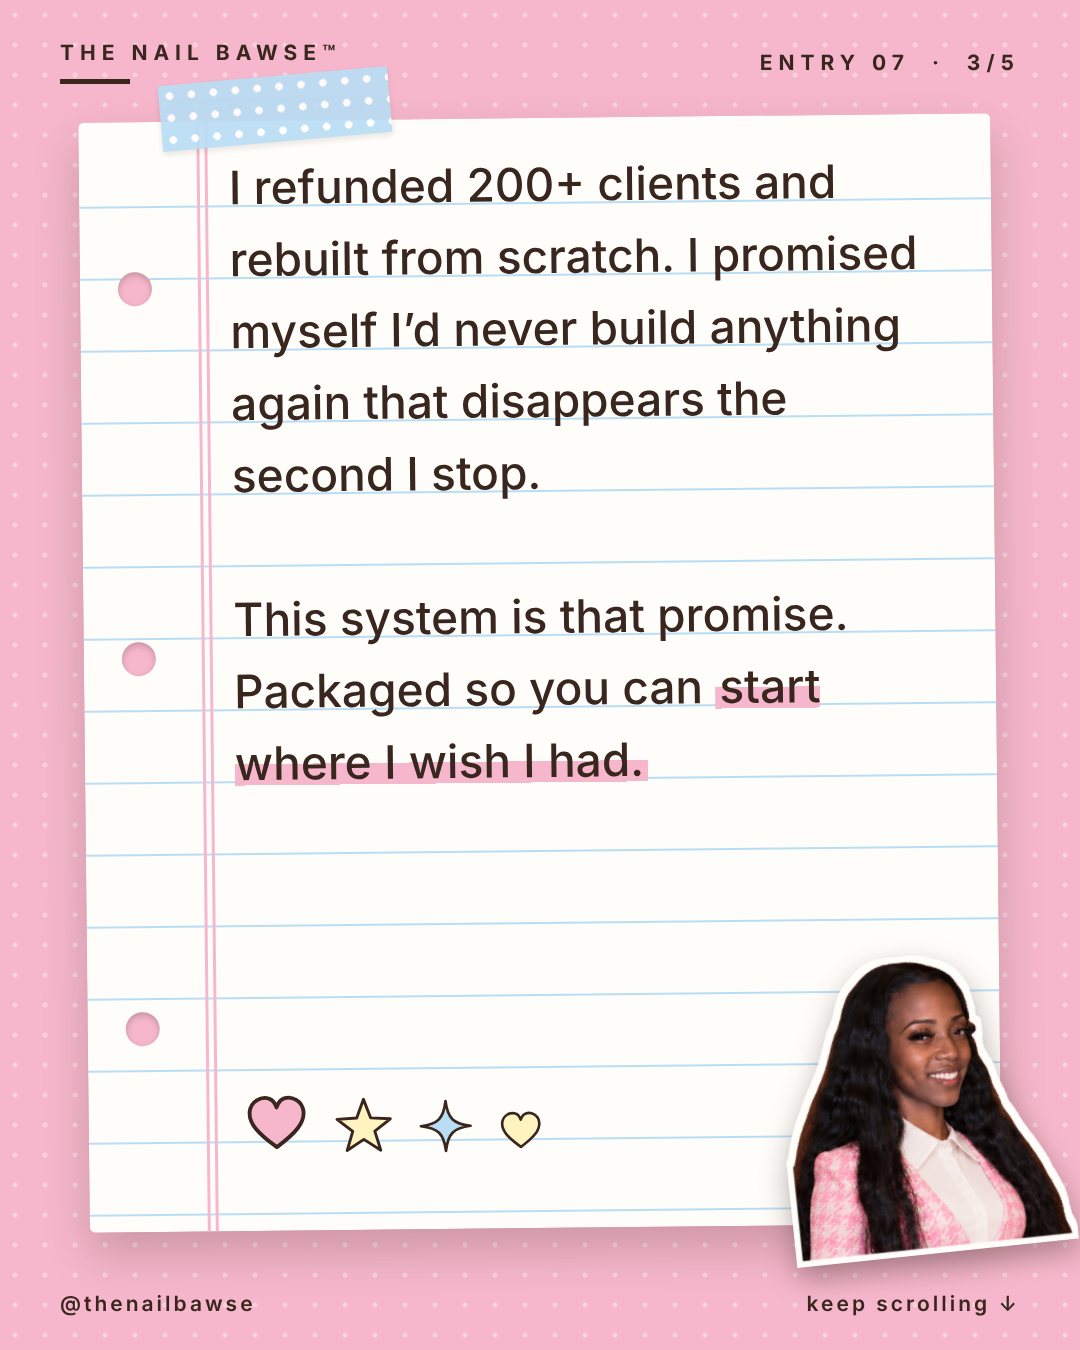 THE NAIL BAWSE™
ENTRY 07 · 3/5
I refunded 200+ clients and
rebuilt from scratch. I promised
myself I’d never build anything
again that disappears the
second I stop.
This system is that promise.
Packaged so you can start
where I wish I had.
@thenailbawse
keep scrolling ↓